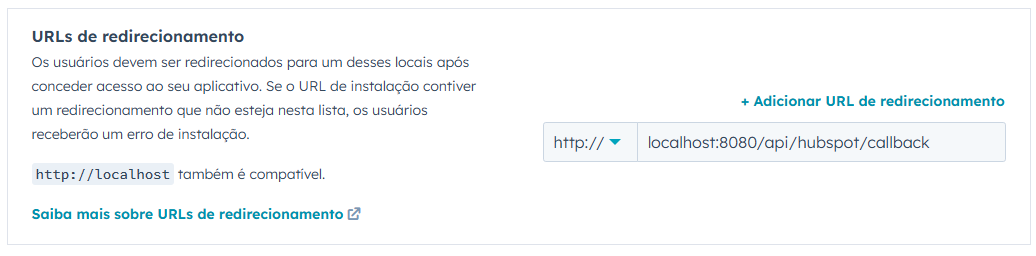 URLs de redirecionamento
Os usuários devem ser redirecionados para um desses locais após
conceder acesso ao seu aplicativo. Se o URL de instalação contiver
um redirecionamento que não esteja nesta lista, os usuários
receberão um erro de instalação.
http://localhost também é compatível.
Saiba mais sobre URLs de redirecionamento
+ Adicionar URL de redirecionamento
http:// localhost:8080/api/hubspot/callback